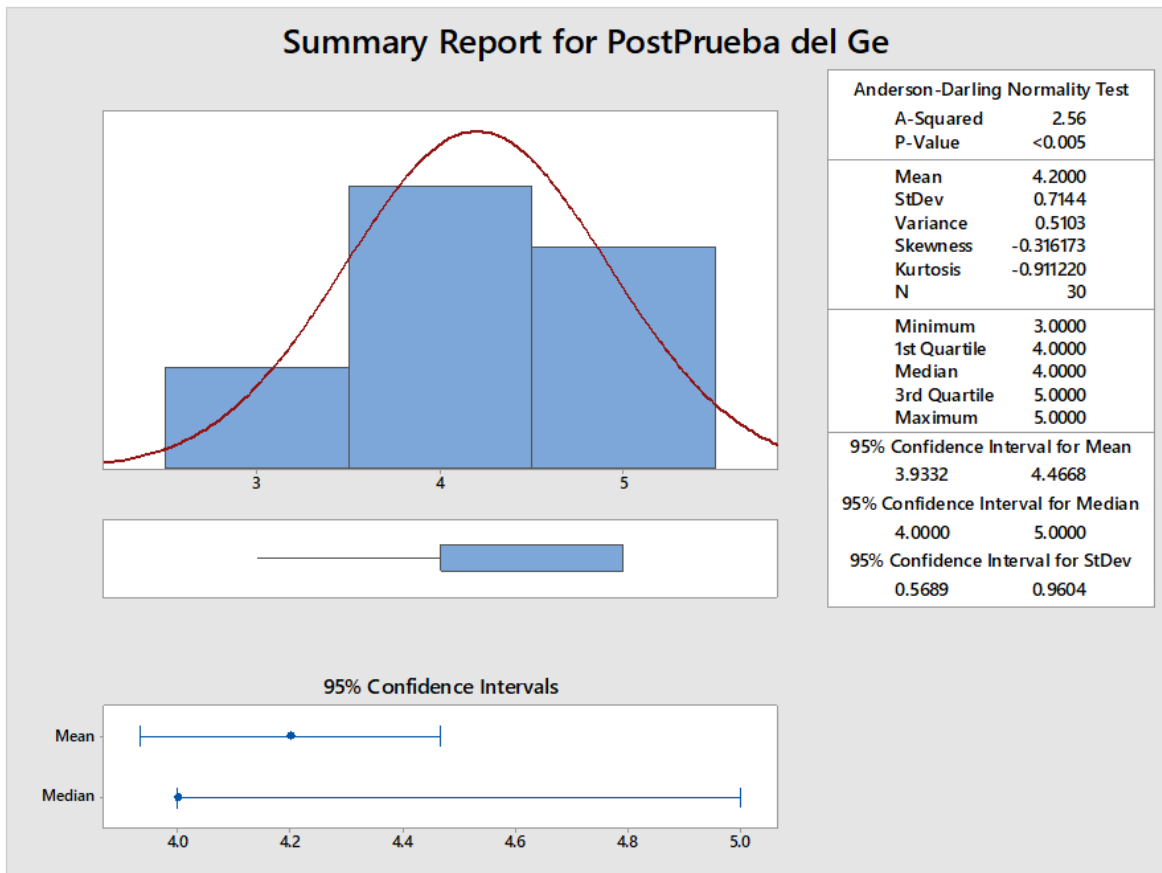 Summary Report for PostPrueba del Ge
Anderson-Darling Normality Test
A-Squared 2.56
P-Value <0.005
Mean 4.2000
StDev 0.7144
Variance 0.5103
Skewness -0.316173
Kurtosis -0.911220
N 30
Minimum 3.0000
1st Quartile 4.0000
Median 4.0000
3rd Quartile 5.0000
Maximum 5.0000
95% Confidence Interval for Mean
3.9332 4.4668
95% Confidence Interval for Median
4.0000 5.0000
95% Confidence Interval for StDev
0.5689 0.9604
3 4 5
95% Confidence Intervals
Mean
Median
4.0 4.2 4.4 4.6 4.8 5.0